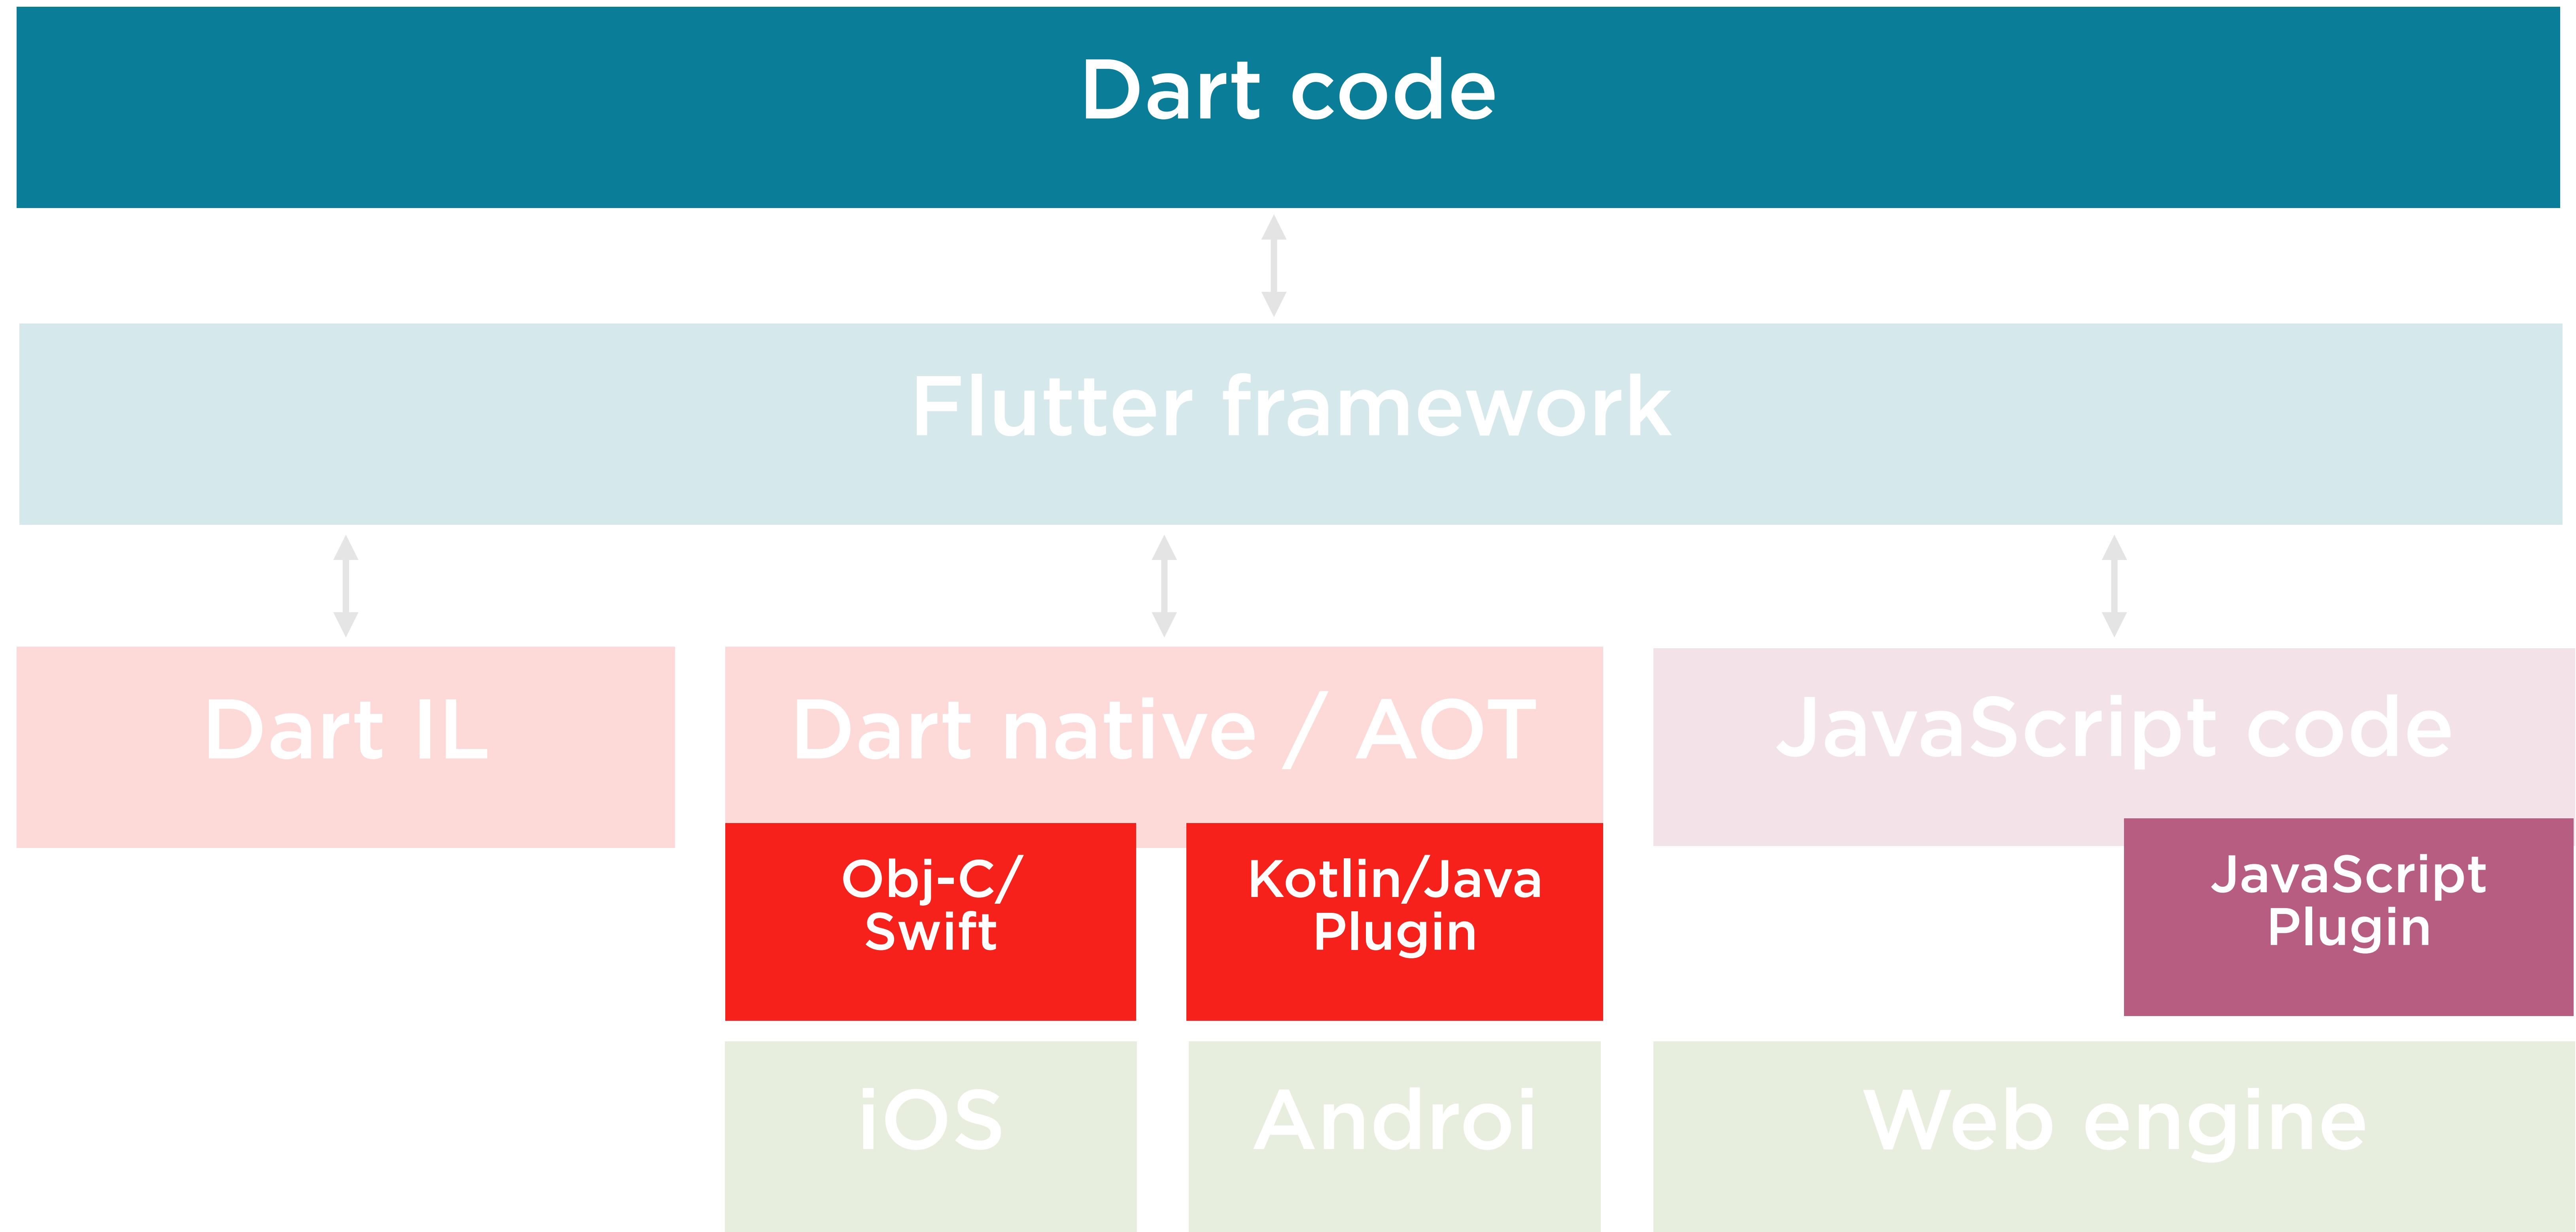 Dart code
Flutter framework
Dart IL
Dart native / AOT
JavaScript code
Obj-C/
Swift
Kotlin/Java
Plugin
JavaScript
Plugin
iOS
Androi
Web engine